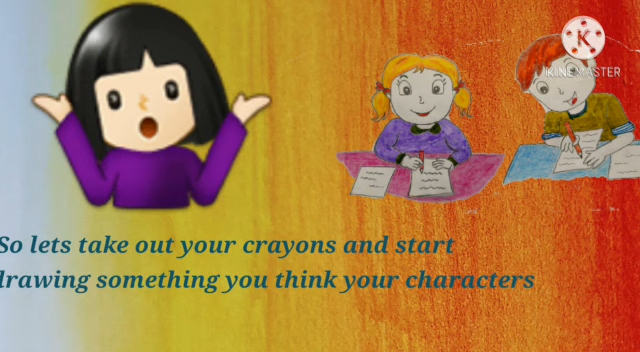 KINEMASTER
So lets take out your crayons and start
drawing something you think your characters